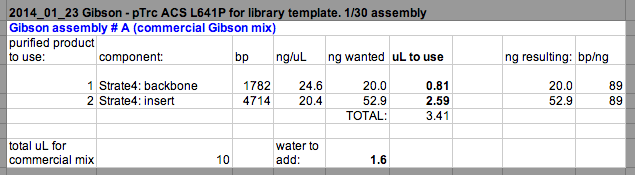 2014_01_23 Gibson - pTrc ACS L641P for library template. 1/30 assembly
Gibson assembly # A (commercial Gibson mix)
purified product
to use: component: bp ng/uL ng wanted uL to use ng resulting: bp/ng
1 Strate4: backbone 1782 24.6 20.0 0.81 20.0 89
2 Strate4: insert 4714 20.4 52.9 2.59 52.9 89
TOTAL: 3.41
total uL for water to
commercial mix 10 add: 1.6